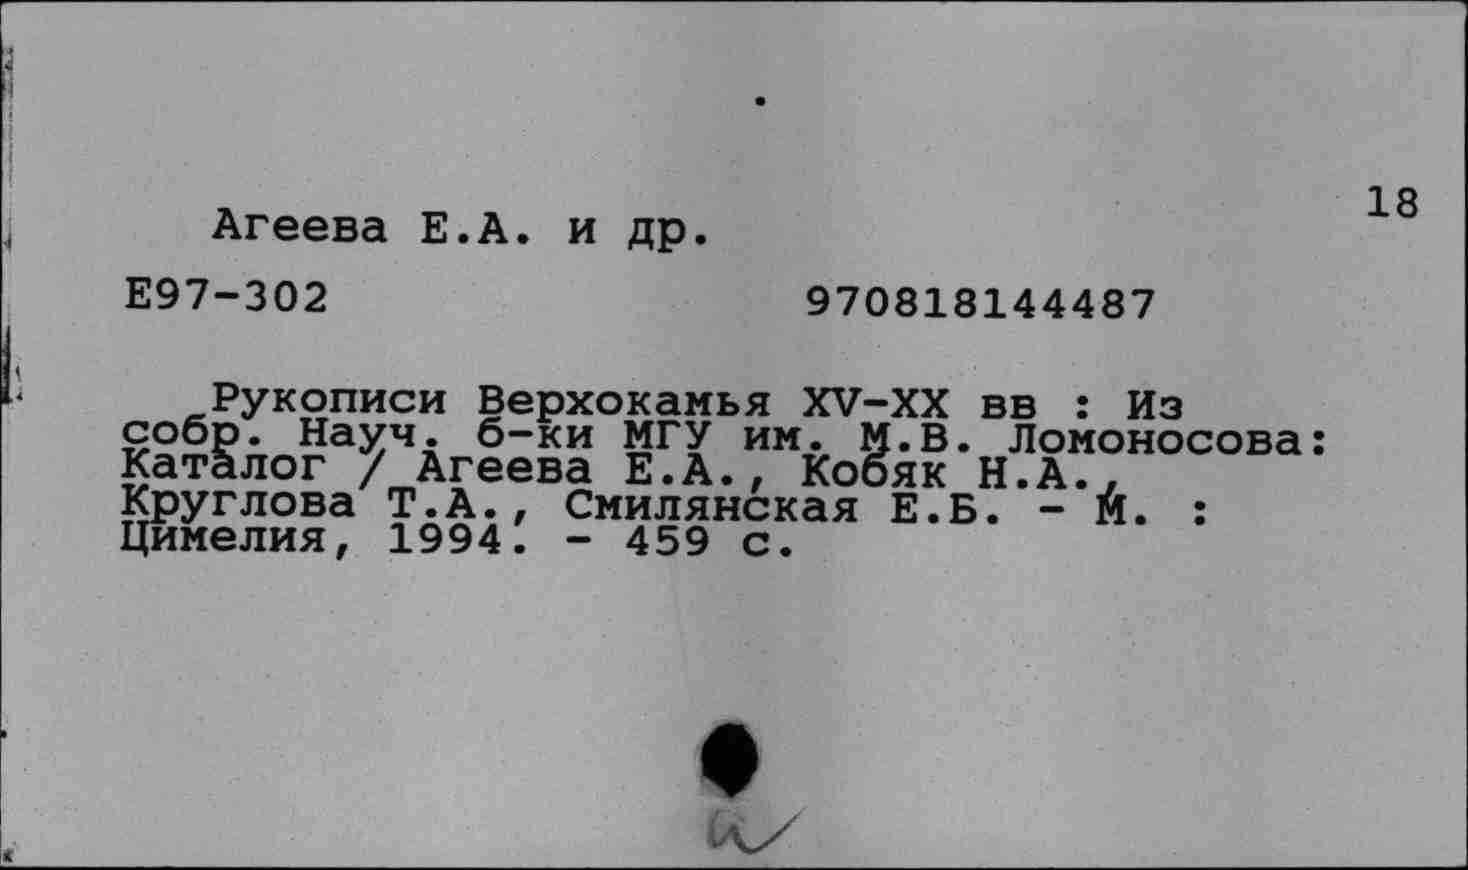 18
Агеева Е.А. и др.
Е97-302 970818144487
Рукописи Верхокамья XV-XX вв : Из
собр. Науч. б-ки МГУ им. М.В. Ломоносова:
Каталог / Агеева Е.А., Кобяк Н.А.,
Круглова Т.А., Смилянская Е.Б. - М. :
Цимелия, 1994. - 459 с.